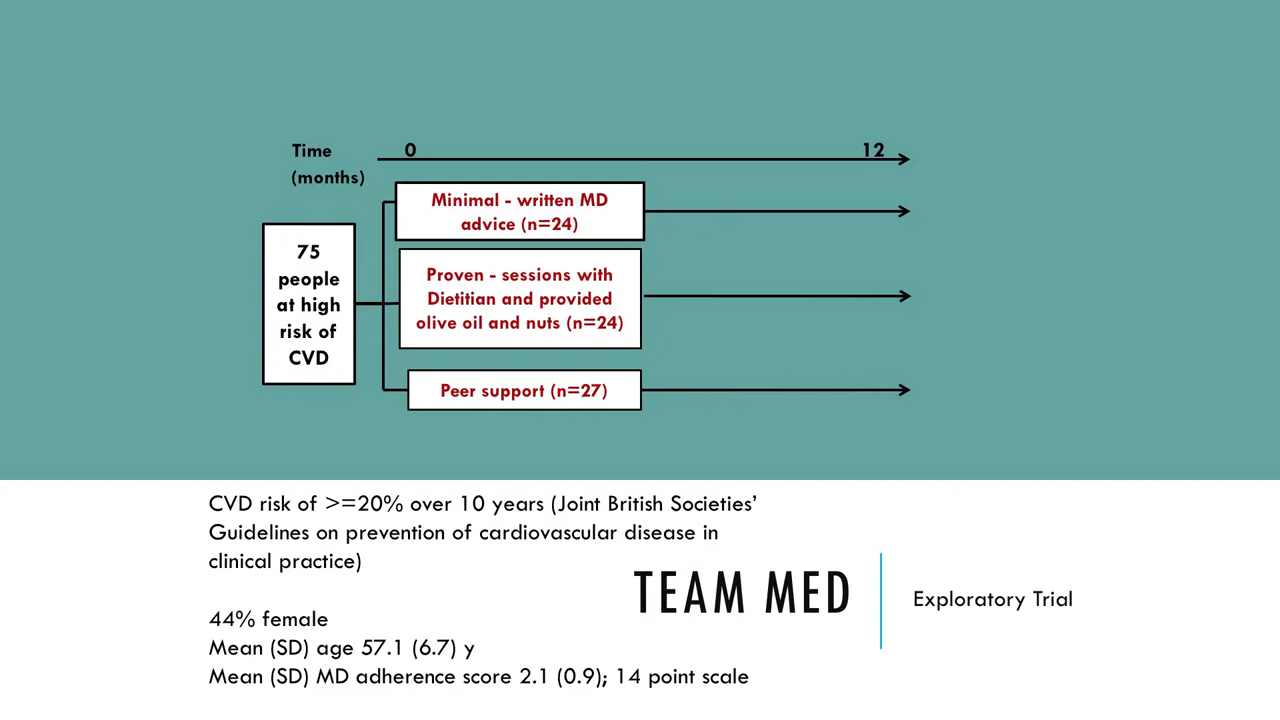 Time 0 12
(months)
Minimal - written MD
advice (n=24)
75
people
at high
risk of
CVD
Proven - sessions with
Dietitian and provided
olive oil and nuts (n=24)
Peer support (n=27)
CVD risk of >=20% over 10 years (Joint British Societies’
Guidelines on prevention of cardiovascular disease in
clinical practice)
44% female
Mean (SD) age 57.1 (6.7) y
Mean (SD) MD adherence score 2.1 (0.9); 14 point scale
TEAM MED
Exploratory Trial